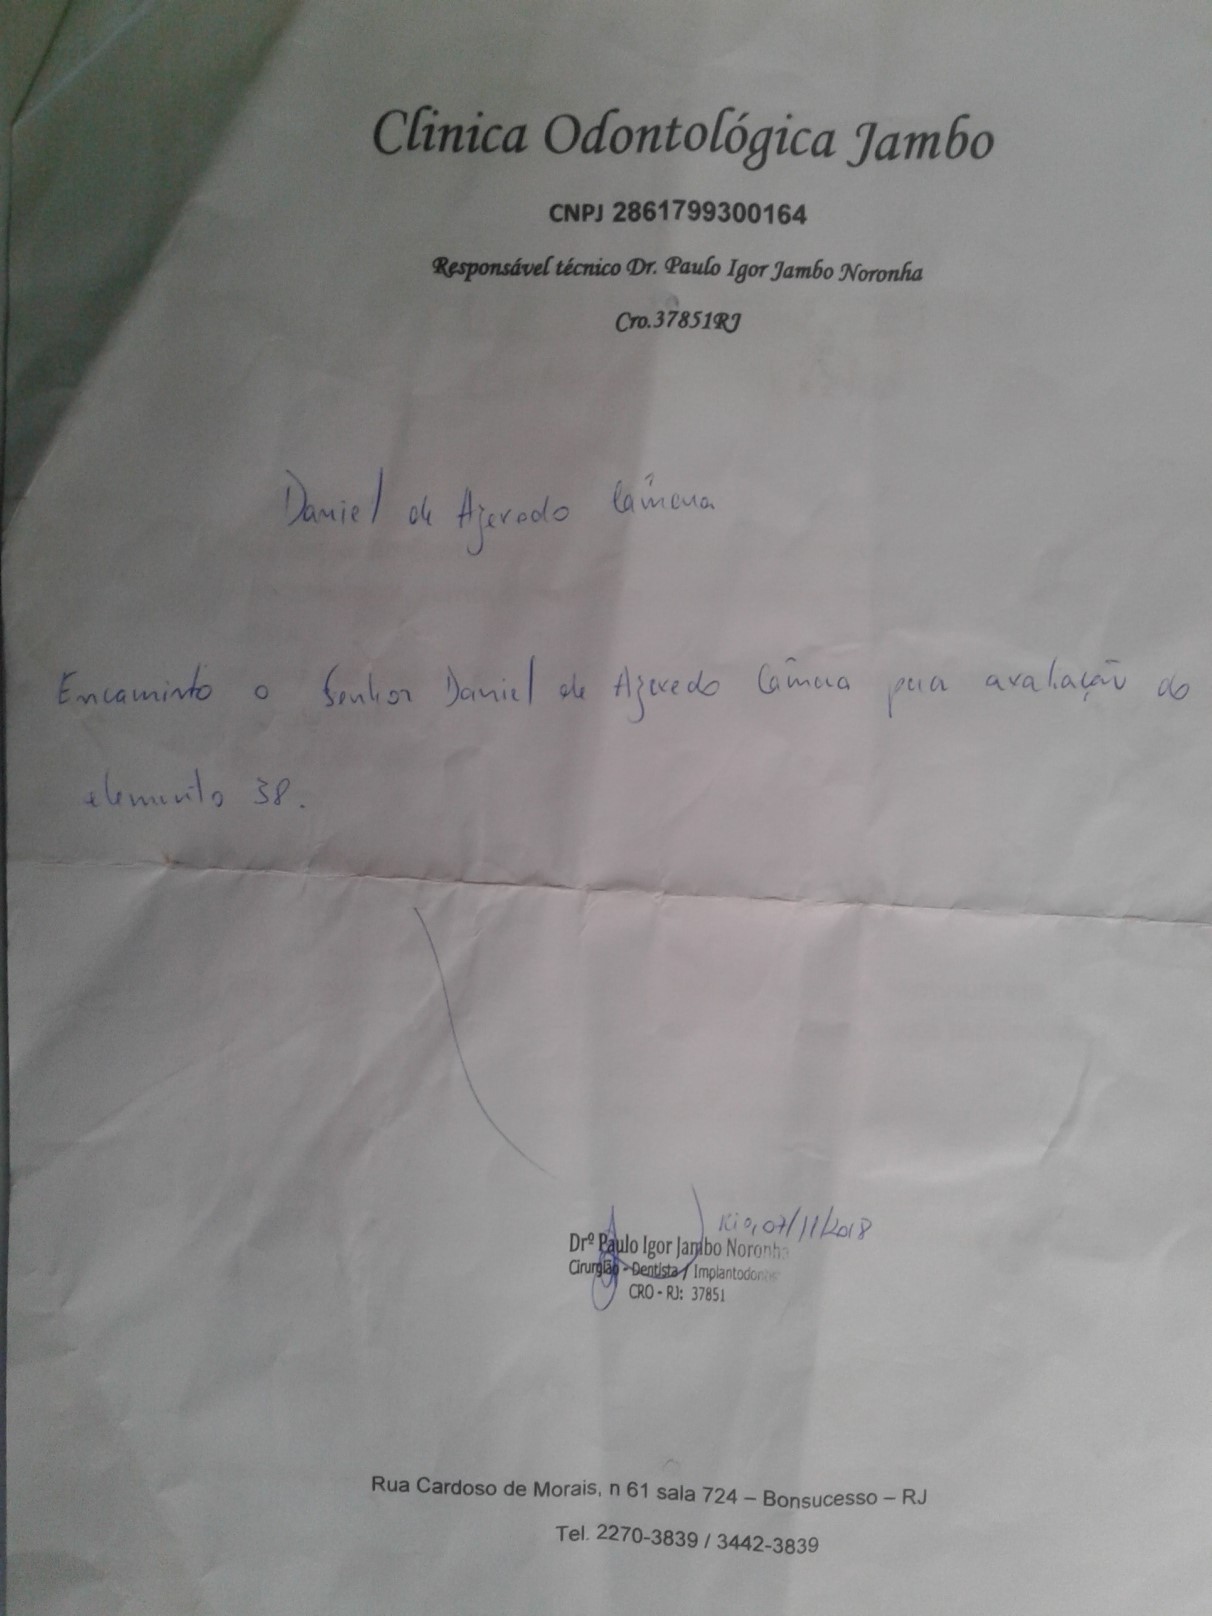 Clinica Odontológica Jambo
CNPJ 2861799300164
Responsável técnico Dr. Paulo Igor Jambo Noronha
Cro.37851RJ
Daniel de Azevedo Câmara
Encaminho o Senhor Daniel de Azevedo Câmara para avaliação do
elemento 38.
Rio, 07/11/2018
Drº Paulo Igor Jambo Noronha
Cirurgião - Dentista / Implantodontista
CRO - RJ: 37851
Rua Cardoso de Morais, n 61 sala 724 – Bonsucesso – RJ
Tel. 2270-3839 / 3442-3839